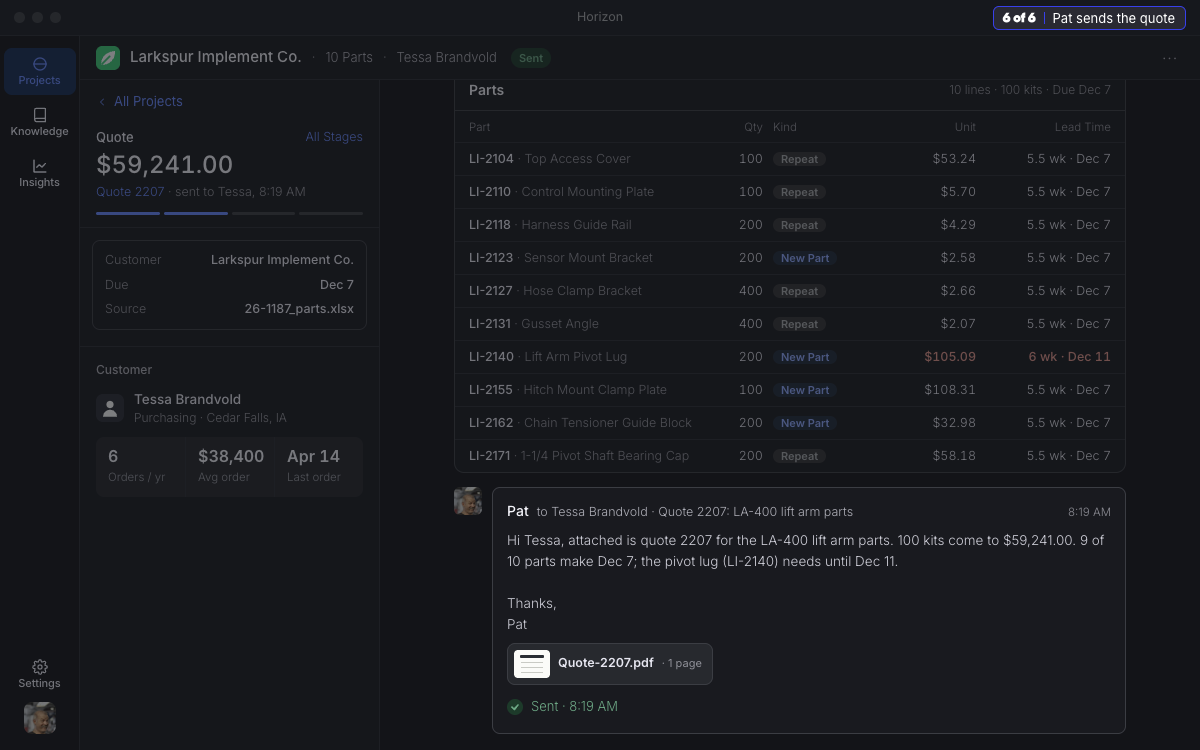 Horizon
6 of 6 Pat sends the quote
Larkspur Implement Co. · 10 Parts · Tessa Brandvold Sent ...
Projects
Knowledge
Insights
Settings
‹ All Projects
Quote All Stages
$59,241.00
Quote 2207 · sent to Tessa, 8:19 AM
Customer Larkspur Implement Co.
Due Dec 7
Source 26-1187_parts.xlsx
Customer
Tessa Brandvold
Purchasing · Cedar Falls, IA
6 $38,400 Apr 14
Orders / yr Avg order Last order
Parts 10 lines · 100 kits · Due Dec 7
Part Qty Kind Unit Lead Time
LI-2104 · Top Access Cover 100 Repeat $53.24 5.5 wk · Dec 7
LI-2110 · Control Mounting Plate 100 Repeat $5.70 5.5 wk · Dec 7
LI-2118 · Harness Guide Rail 200 Repeat $4.29 5.5 wk · Dec 7
LI-2123 · Sensor Mount Bracket 200 New Part $2.58 5.5 wk · Dec 7
LI-2127 · Hose Clamp Bracket 400 Repeat $2.66 5.5 wk · Dec 7
LI-2131 · Gusset Angle 400 Repeat $2.07 5.5 wk · Dec 7
LI-2140 · Lift Arm Pivot Lug 200 New Part $105.09 6 wk · Dec 11
LI-2155 · Hitch Mount Clamp Plate 100 New Part $108.31 5.5 wk · Dec 7
LI-2162 · Chain Tensioner Guide Block 200 New Part $32.98 5.5 wk · Dec 7
LI-2171 · 1-1/4 Pivot Shaft Bearing Cap 200 Repeat $58.18 5.5 wk · Dec 7
Pat to Tessa Brandvold · Quote 2207: LA-400 lift arm parts 8:19 AM
Hi Tessa, attached is quote 2207 for the LA-400 lift arm parts. 100 kits come to $59,241.00. 9 of
10 parts make Dec 7; the pivot lug (LI-2140) needs until Dec 11.
Thanks,
Pat
Quote-2207.pdf · 1 page
Sent · 8:19 AM